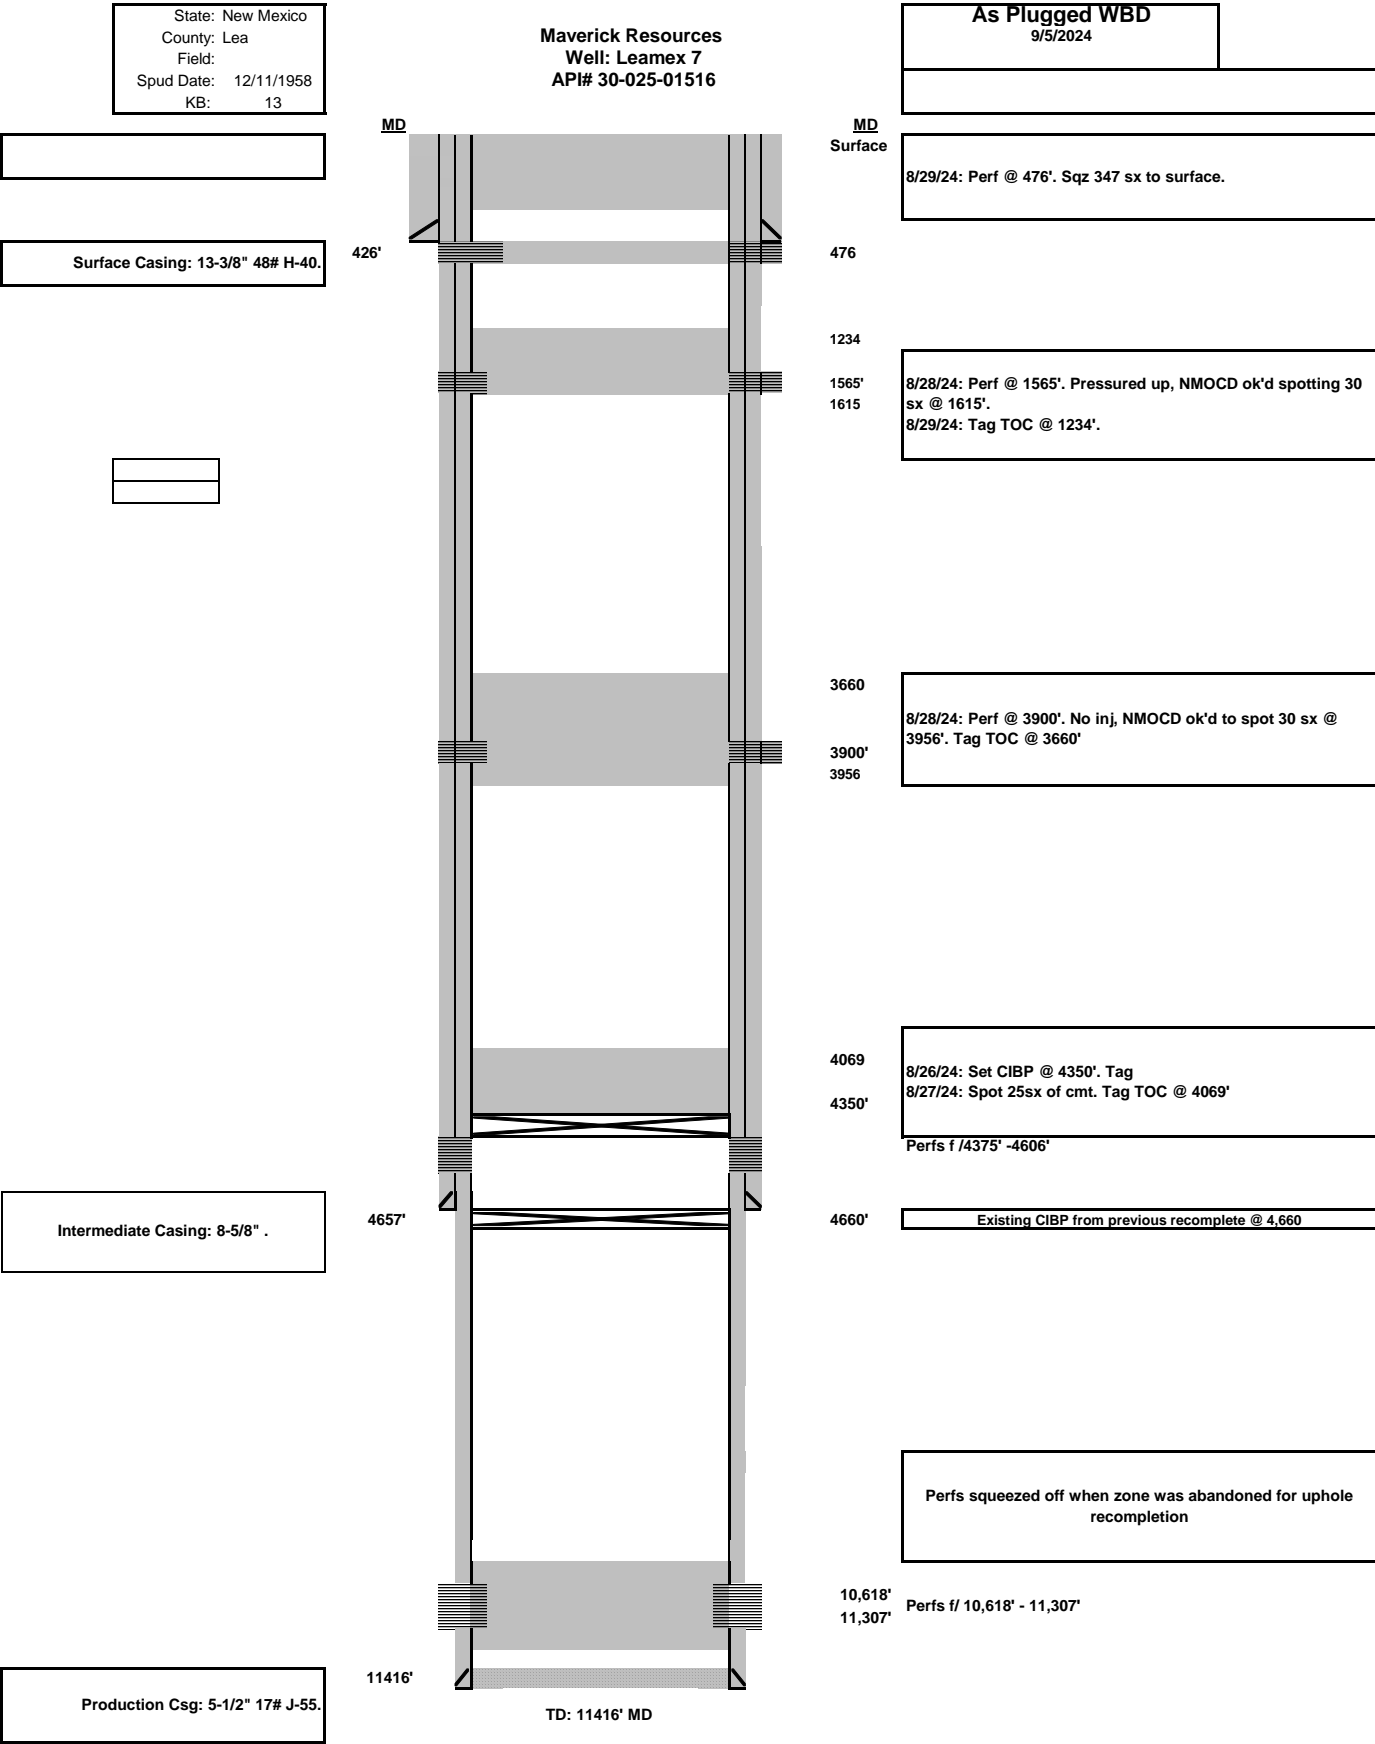 State: New Mexico
County: Lea
Field:
Spud Date: 12/11/1958
KB: 13
Maverick Resources
Well: Leamex 7
API# 30-025-01516
As Plugged WBD
9/5/2024
MD
MD
Surface
8/29/24: Perf @ 476'. Sqz 347 sx to surface.
Surface Casing: 13-3/8" 48# H-40.
426'
476
1234
1565'
1615
8/28/24: Perf @ 1565'. Pressured up, NMOCD ok'd spotting 30
sx @ 1615'.
8/29/24: Tag TOC @ 1234'.
3660
3900'
3956
8/28/24: Perf @ 3900'. No inj, NMOCD ok'd to spot 30 sx @
3956'. Tag TOC @ 3660'
4069
4350'
8/26/24: Set CIBP @ 4350'. Tag
8/27/24: Spot 25sx of cmt. Tag TOC @ 4069'
Perfs f /4375' -4606'
Intermediate Casing: 8-5/8" .
4657'
4660'
Existing CIBP from previous recomplete @ 4,660
Perfs squeezed off when zone was abandoned for uphole
recompletion
10,618'
11,307'
Perfs f/ 10,618' - 11,307'
11416'
Production Csg: 5-1/2" 17# J-55.
TD: 11416' MD